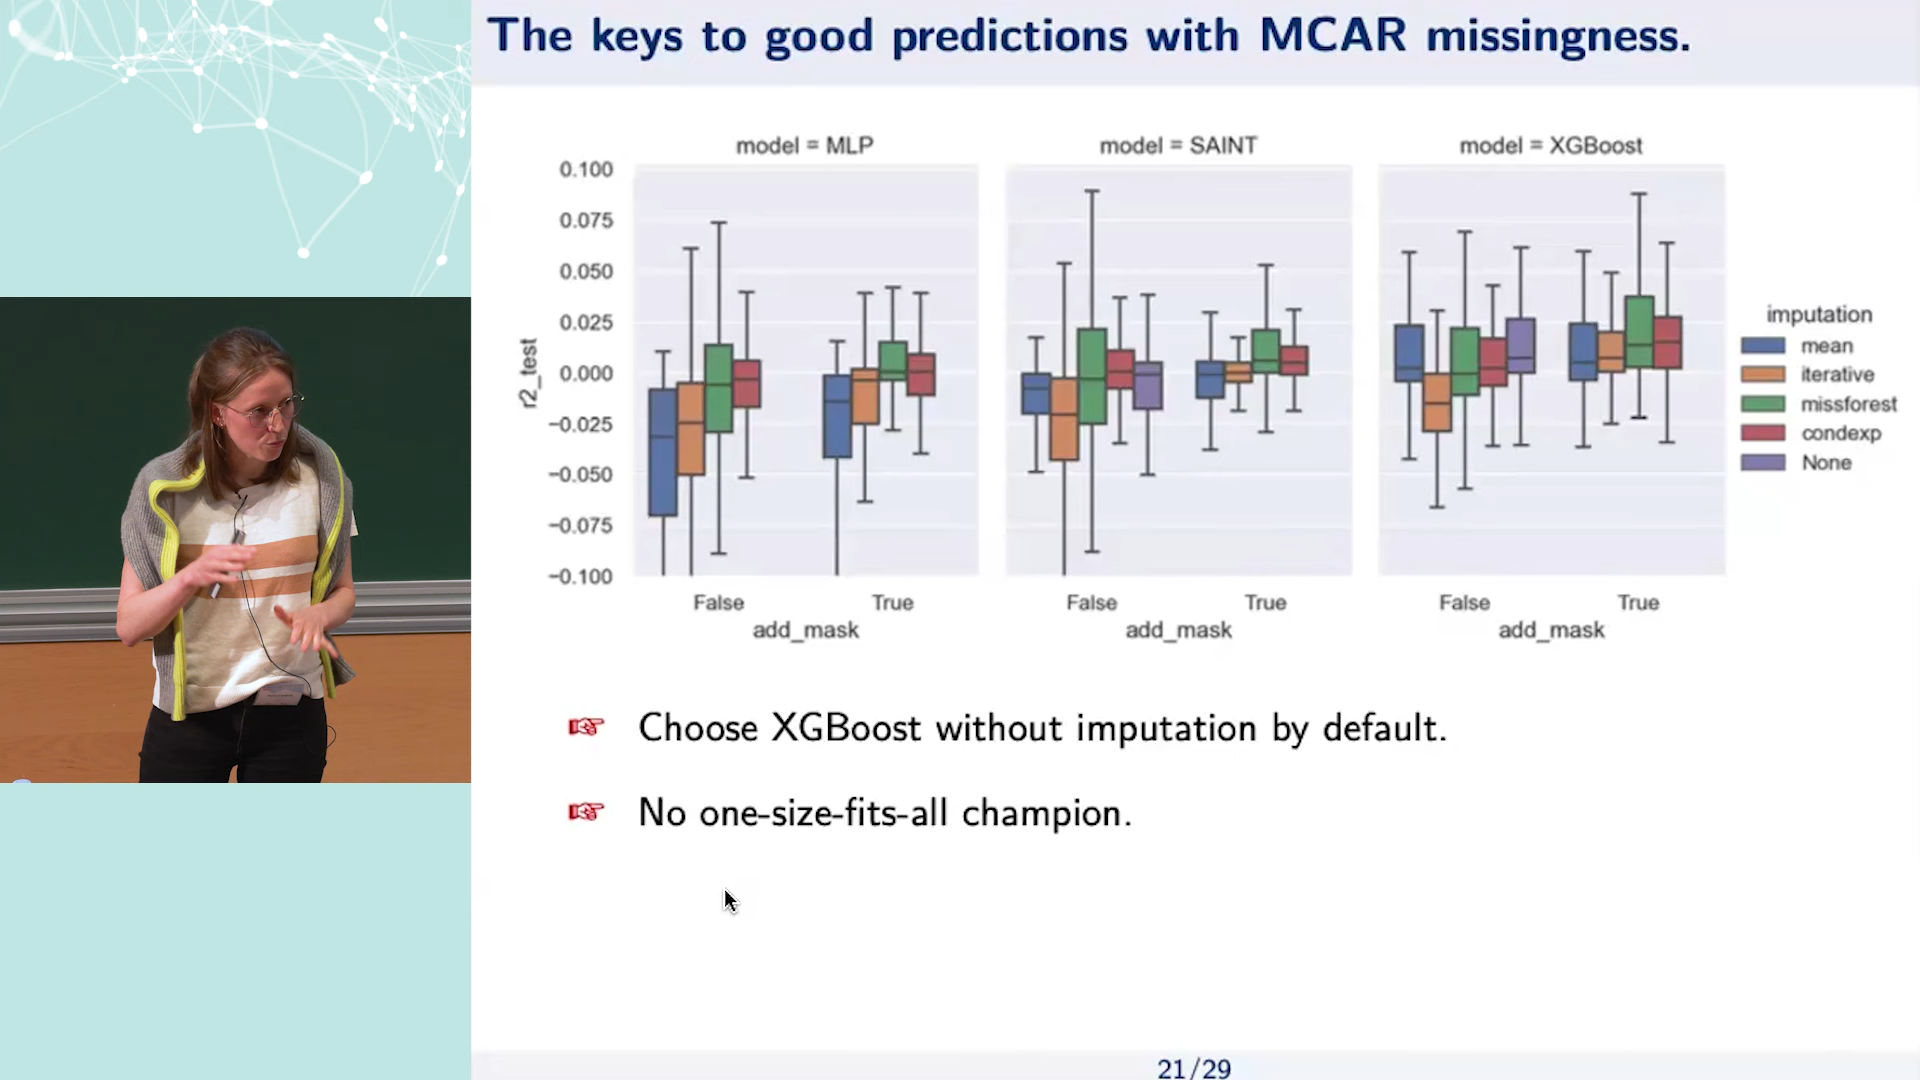 The keys to good predictions with MCAR missingness.
model = MLP
model = SAINT
model = XGBoost
0.100
0.075
0.050
0.025
0.000
−0.025
−0.050
−0.075
−0.100
r2_test
False
True
add_mask
False
True
add_mask
False
True
add_mask
imputation
mean
iterative
missforest
condexp
None
Choose XGBoost without imputation by default.
No one-size-fits-all champion.
21/29